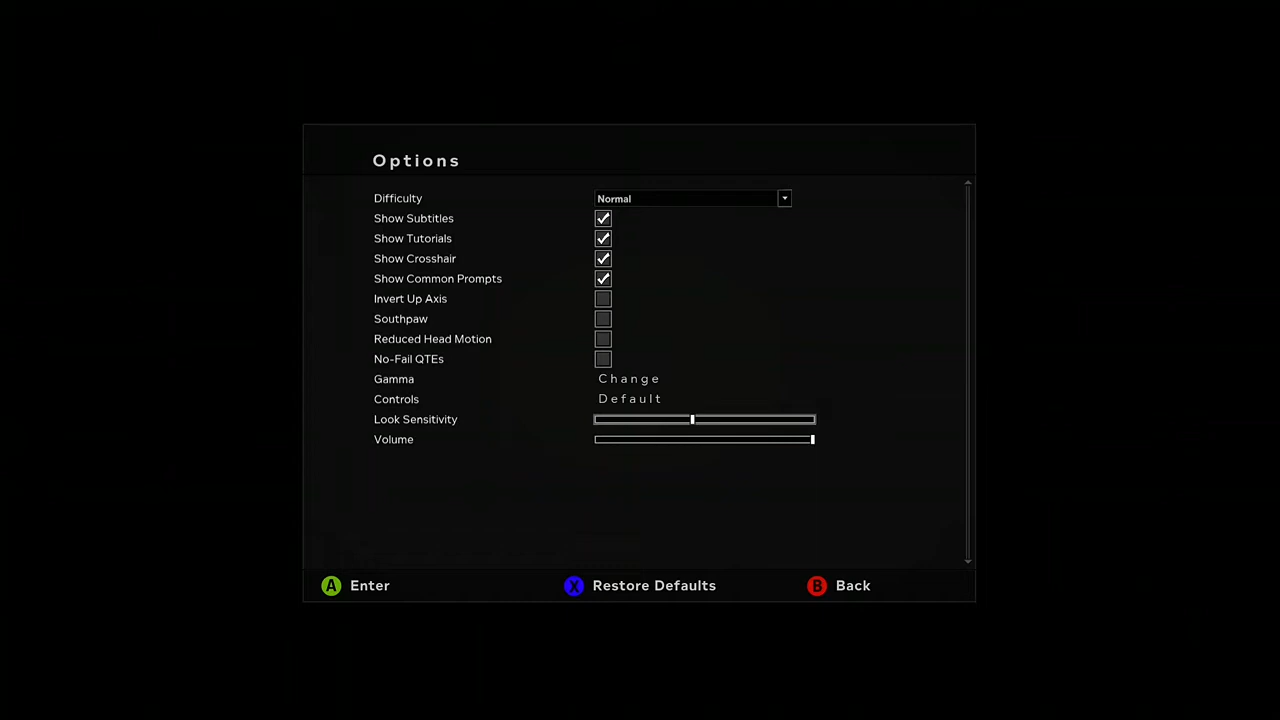 Options
Difficulty Normal
Show Subtitles
Show Tutorials
Show Crosshair
Show Common Prompts
Invert Up Axis
Southpaw
Reduced Head Motion
No-Fail QTEs
Gamma Change
Controls Default
Look Sensitivity
Volume
A Enter X Restore Defaults B Back